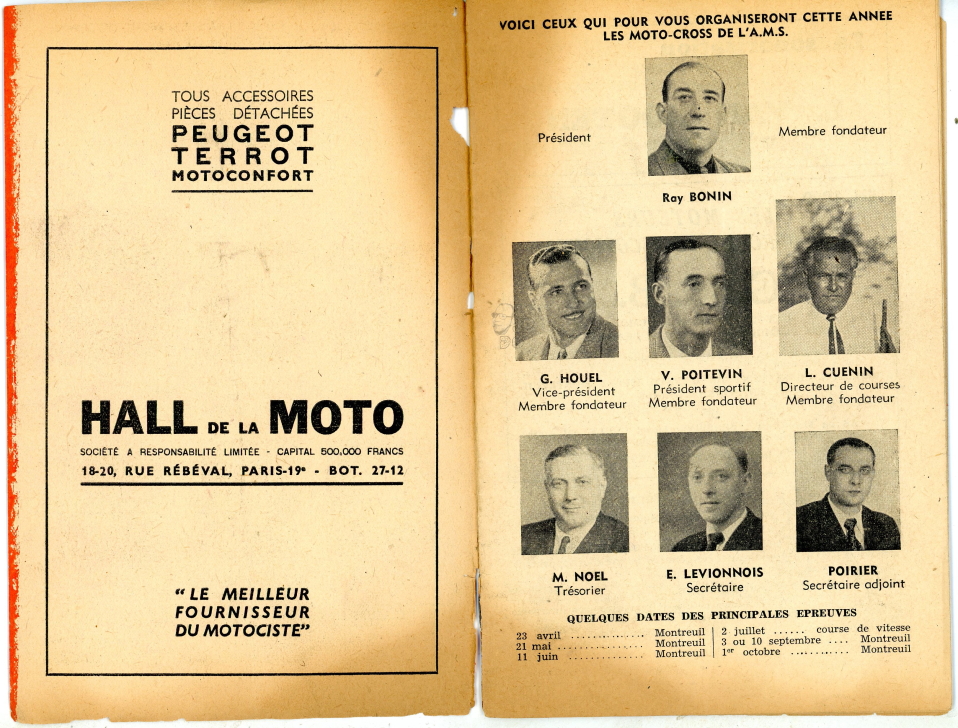 TOUS ACCESSOIRES
PIÈCES DÉTACHÉES
PEUGEOT
TERROT
MOTOCONFORT
HALL DE LA MOTO
SOCIÉTÉ A RESPONSABILITÉ LIMITÉE - CAPITAL 500,000 FRANCS
18-20, RUE RÉBÉVAL, PARIS-19e - BOT. 27-12
"LE MEILLEUR
FOURNISSEUR
DU MOTOCISTE"
VOICI CEUX QUI POUR VOUS ORGANISERONT CETTE ANNEE
LES MOTO-CROSS DE L'A.M.S.
Président
Membre fondateur
Ray BONIN
G. HOUEL
Vice-président
Membre fondateur
V. POITEVIN
Président sportif
Membre fondateur
L. CUENIN
Directeur de courses
Membre fondateur
M. NOEL
Trésorier
E. LEVIONNOIS
Secrétaire
POIRIER
Secrétaire adjoint
QUELQUES DATES DES PRINCIPALES EPREUVES
23 avril .............. Montreuil
21 mai ................ Montreuil
11 juin .............. Montreuil
2 juillet ...... course de vitesse
3 ou 10 septembre .... Montreuil
1er octobre ........... Montreuil